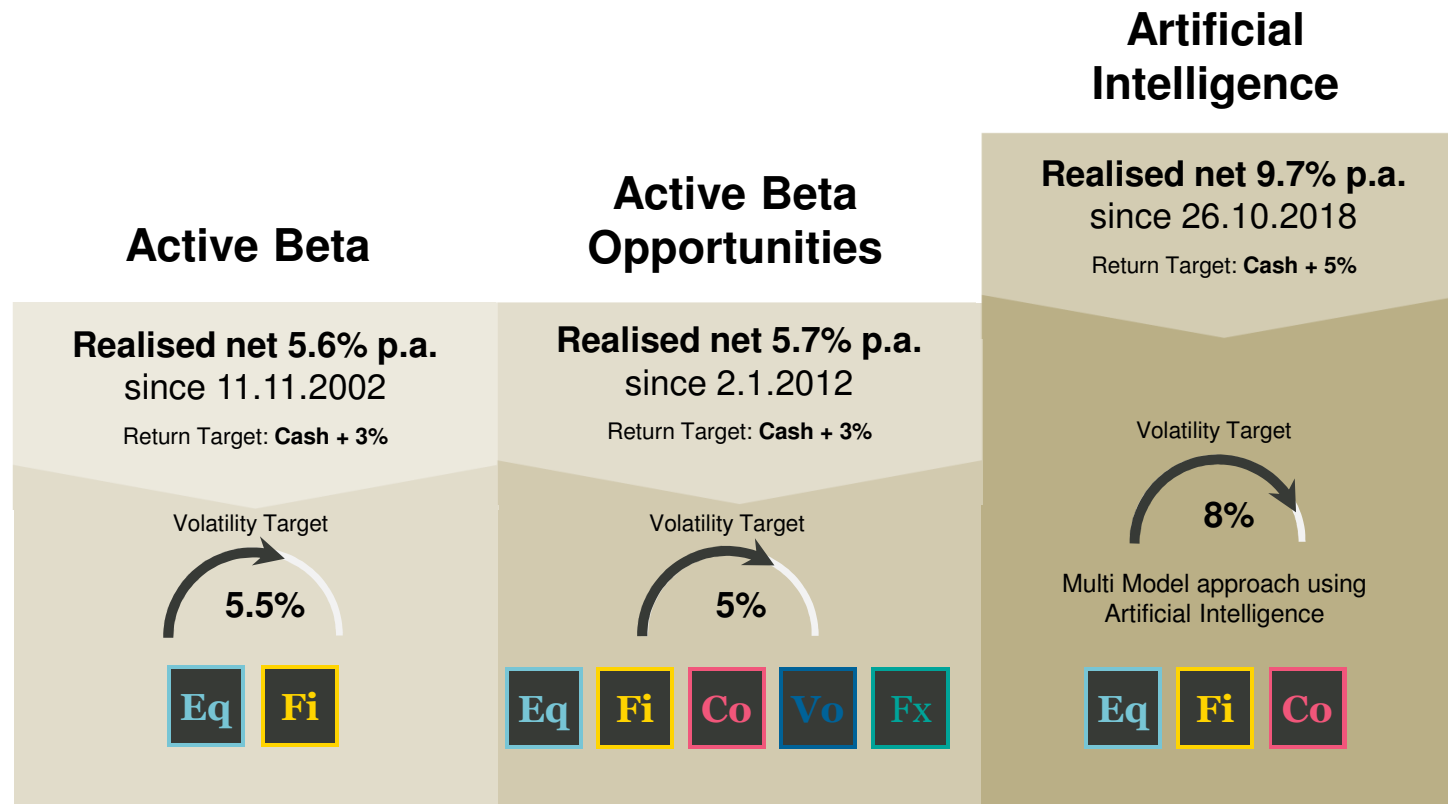 Active Beta
Realised net 5.6% p.a.
since 11.11.2002
Return Target: Cash + 3%
Volatility Target
5.5%
Eq Fi
Active Beta
Opportunities
Realised net 5.7% p.a.
since 2.1.2012
Return Target: Cash + 3%
Volatility Target
5%
Eq Fi Co Vo Fx
Artificial
Intelligence
Realised net 9.7% p.a.
since 26.10.2018
Return Target: Cash + 5%
Volatility Target
8%
Multi Model approach using
Artificial Intelligence
Eq Fi Co